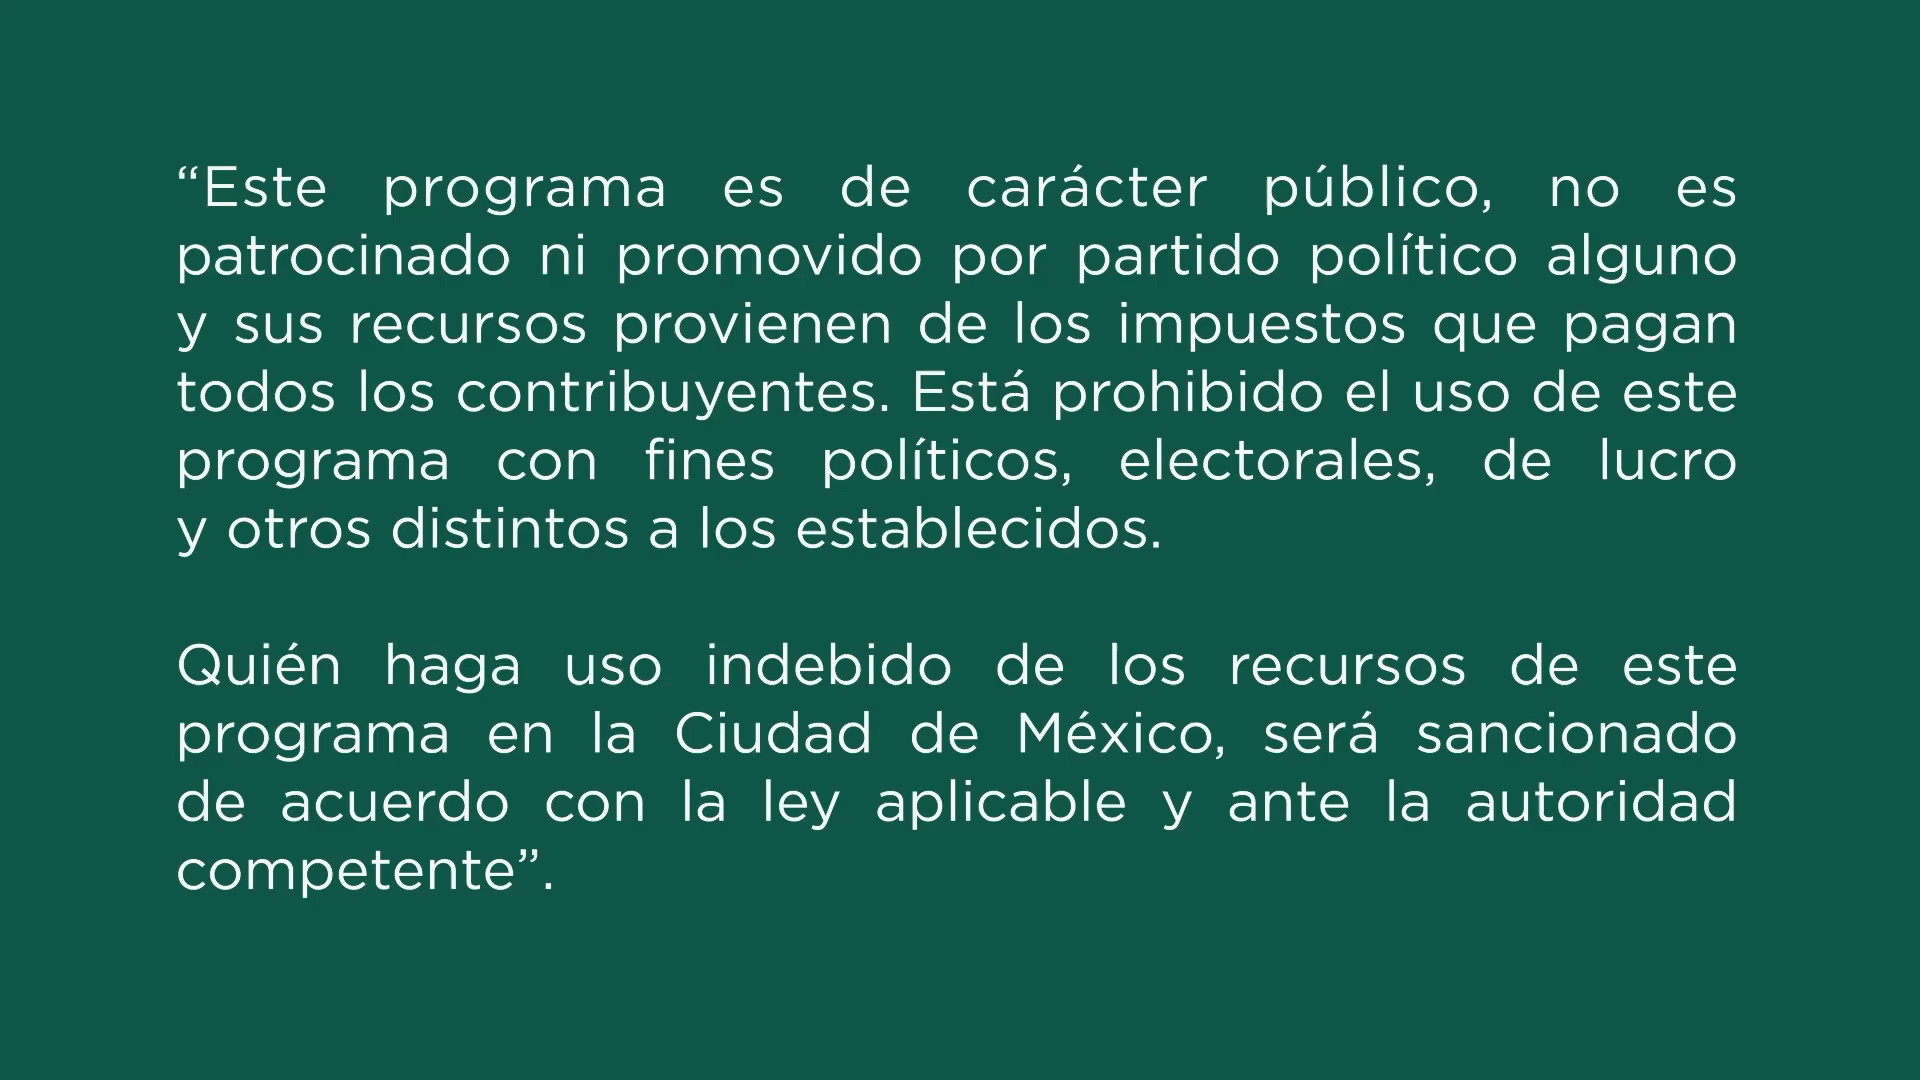 “Este programa es de carácter público, no es
patrocinado ni promovido por partido político alguno
y sus recursos provienen de los impuestos que pagan
todos los contribuyentes. Está prohibido el uso de este
programa con fines políticos, electorales, de lucro
y otros distintos a los establecidos.
Quién haga uso indebido de los recursos de este
programa en la Ciudad de México, será sancionado
de acuerdo con la ley aplicable y ante la autoridad
competente”.